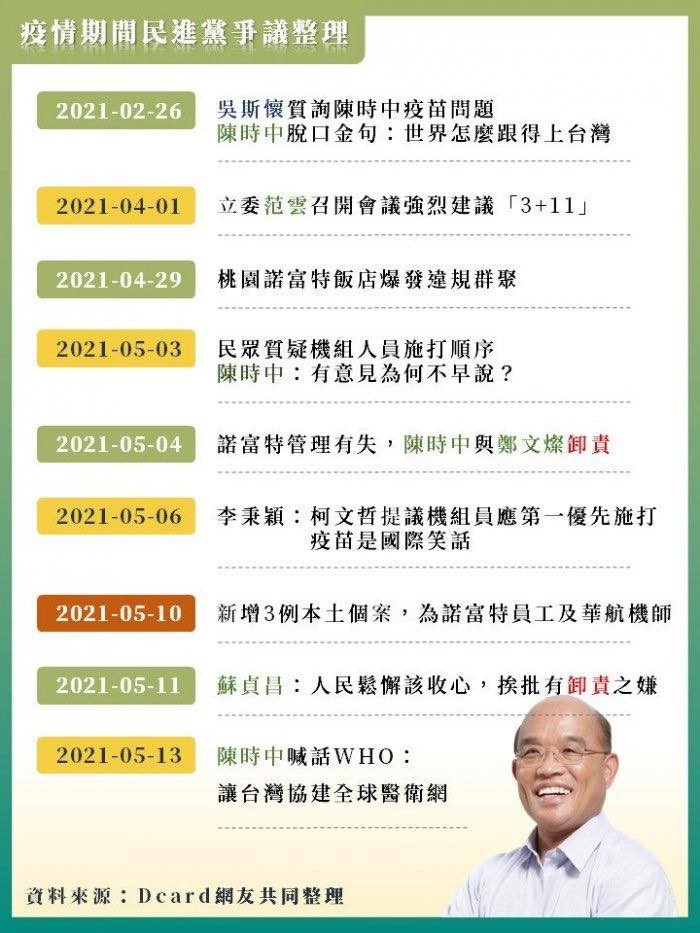 疫情期間民進黨爭議整理
2021-02-26
吳斯懷質詢陳時中疫苗問題
陳時中脫口金句：世界怎麼跟得上台灣
2021-04-01
立委范雲召開會議強烈建議「3+11」
2021-04-29
桃園諾富特飯店爆發違規群聚
2021-05-03
民眾質疑機組人員施打順序
陳時中：有意見為何不早說？
2021-05-04
諾富特管理有失，陳時中與鄭文燦卸責
2021-05-06
李秉穎：柯文哲提議機組員應第一優先施打
疫苗是國際笑話
2021-05-10
新增3例本土個案，為諾富特員工及華航機師
2021-05-11
蘇貞昌：人民鬆懈該收心，挨批有卸責之嫌
2021-05-13
陳時中喊話WHO：
讓台灣協建全球醫衛網
資料來源：Dcard網友共同整理